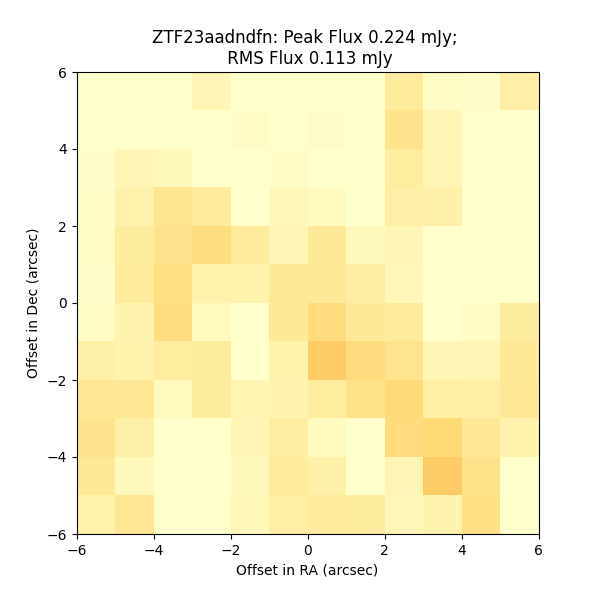 ZTF23aadndfn: Peak Flux 0.224 mJy;
RMS Flux 0.113 mJy
6
4
2
0
−2
−4
−6
Offset in Dec (arcsec)
−6 −4 −2 0 2 4 6
Offset in RA (arcsec)